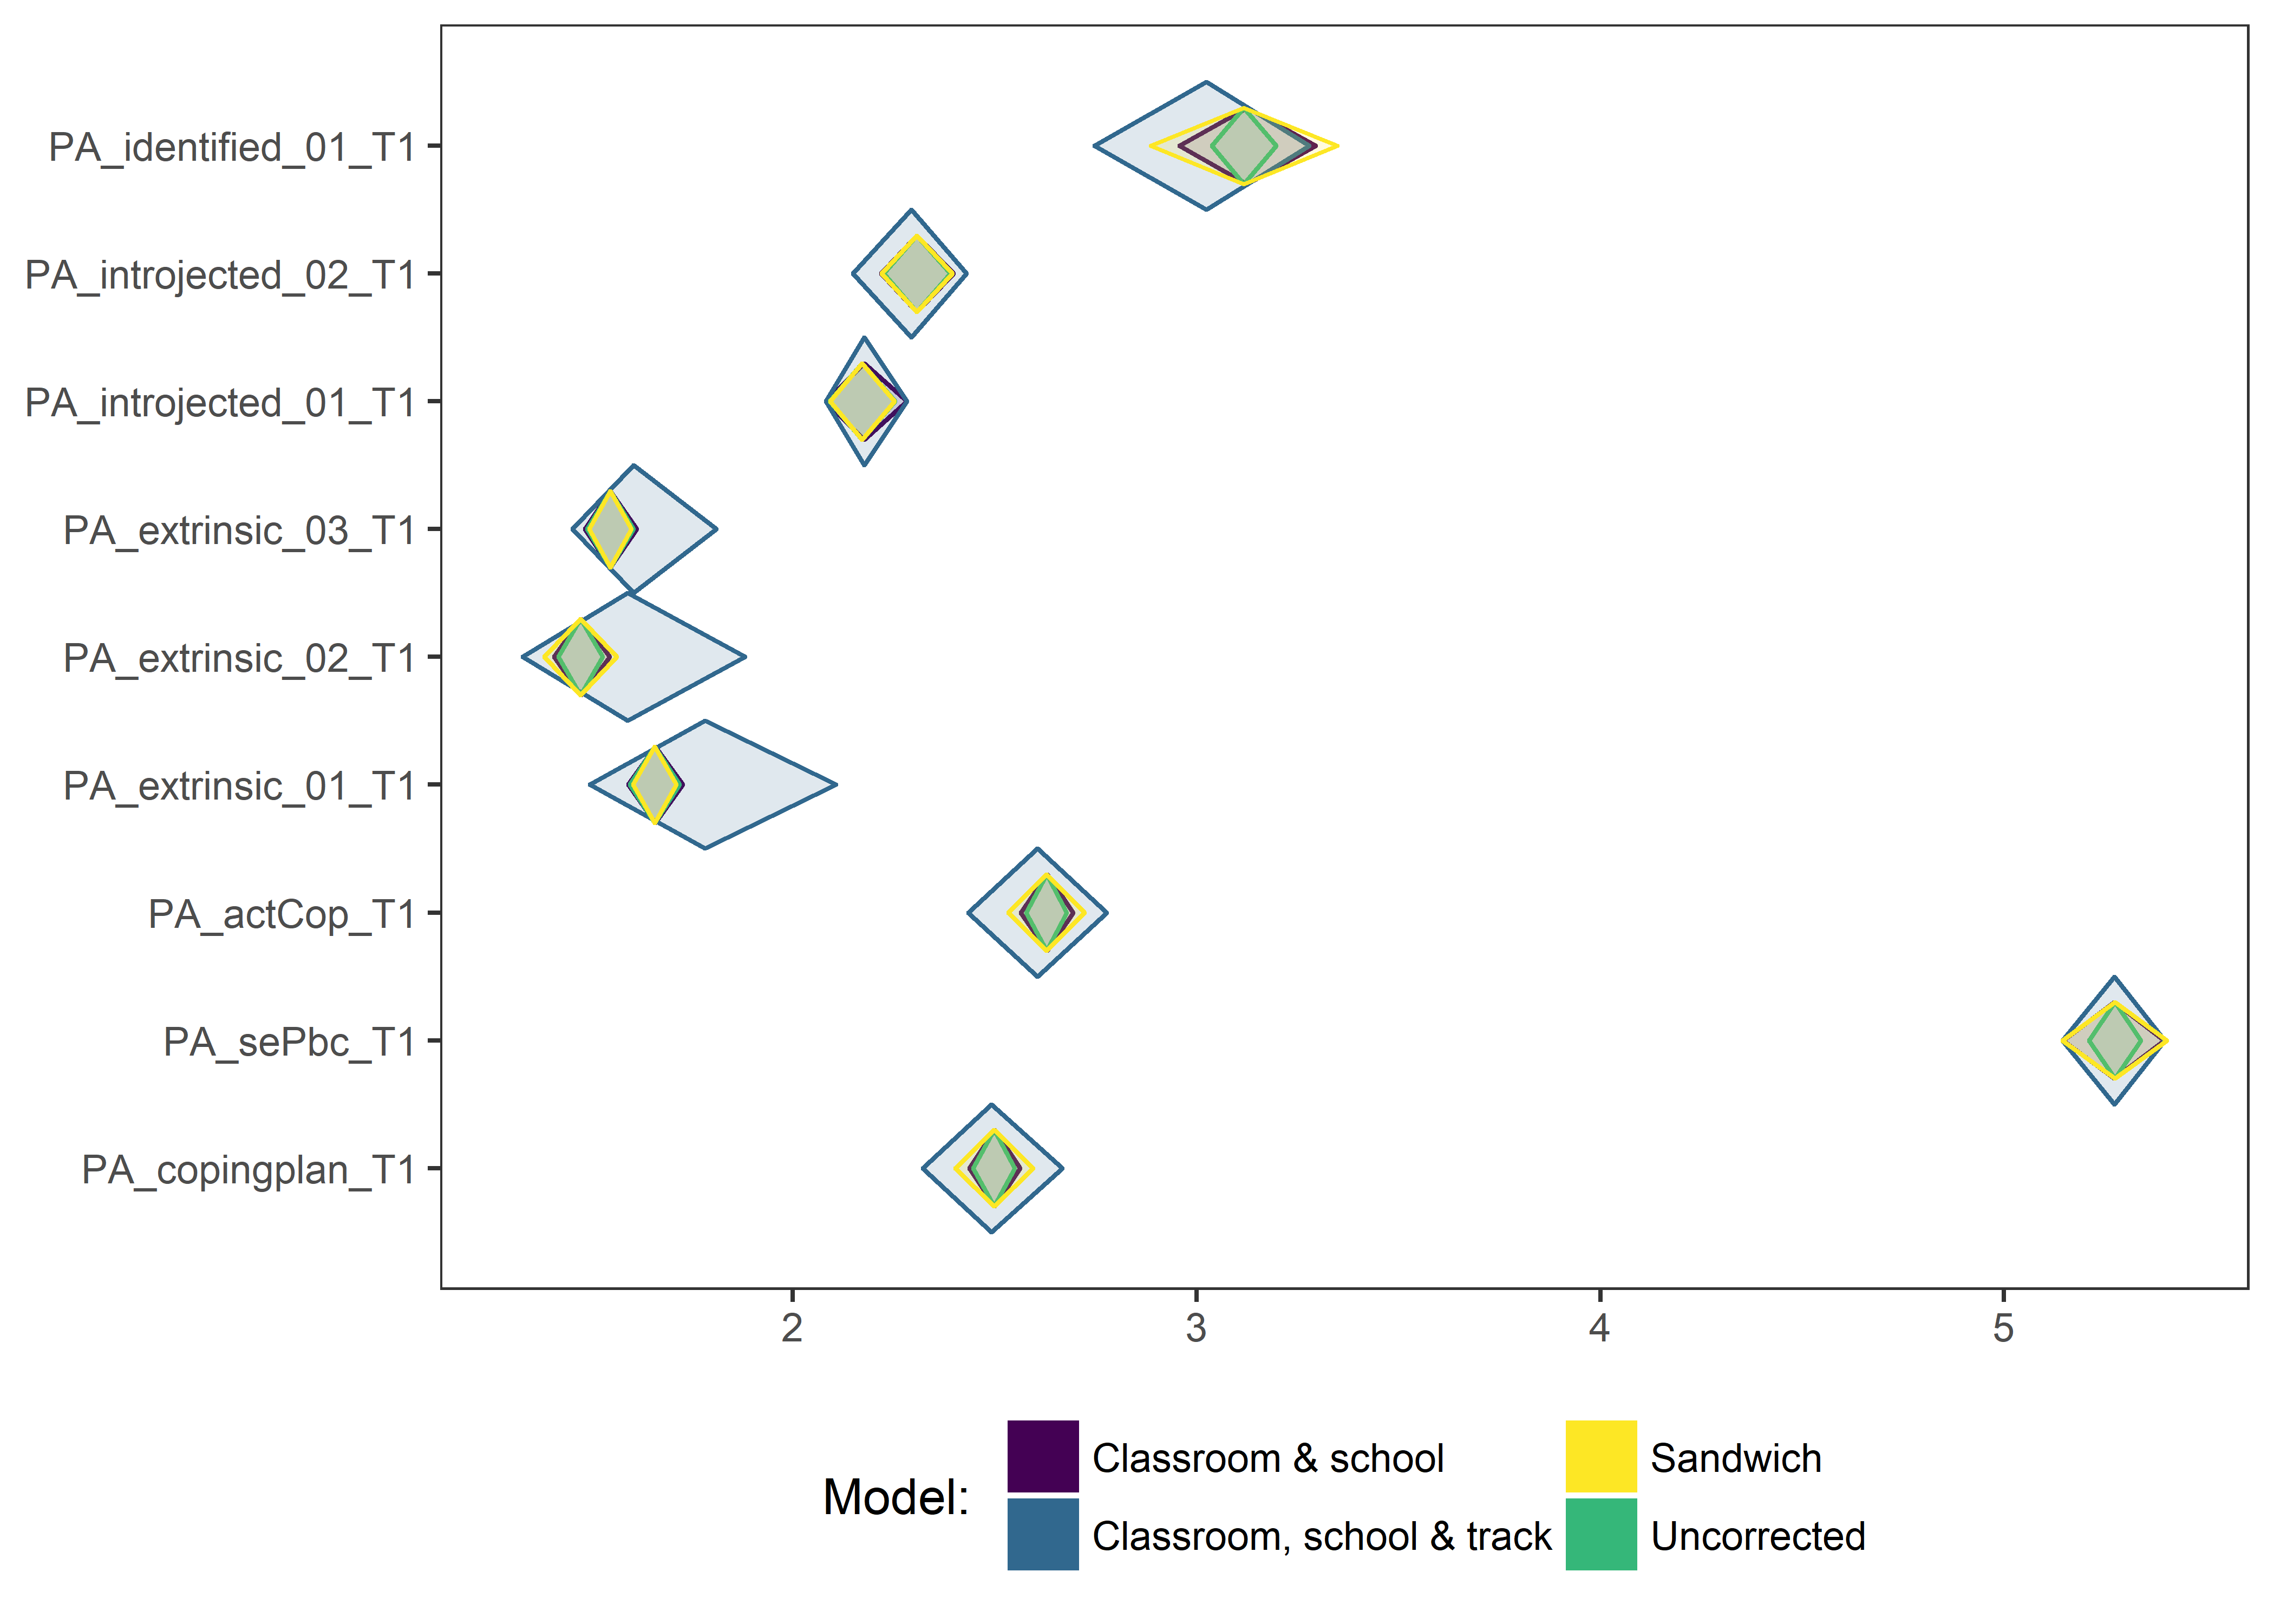 PA_identified_01_T1
PA_introjected_02_T1
PA_introjected_01_T1
PA_extrinsic_03_T1
PA_extrinsic_02_T1
PA_extrinsic_01_T1
PA_actCop_T1
PA_sePbc_T1
PA_copingplan_T1
2 3 4 5
Model:
Classroom & school
Classroom, school & track
Sandwich
Uncorrected